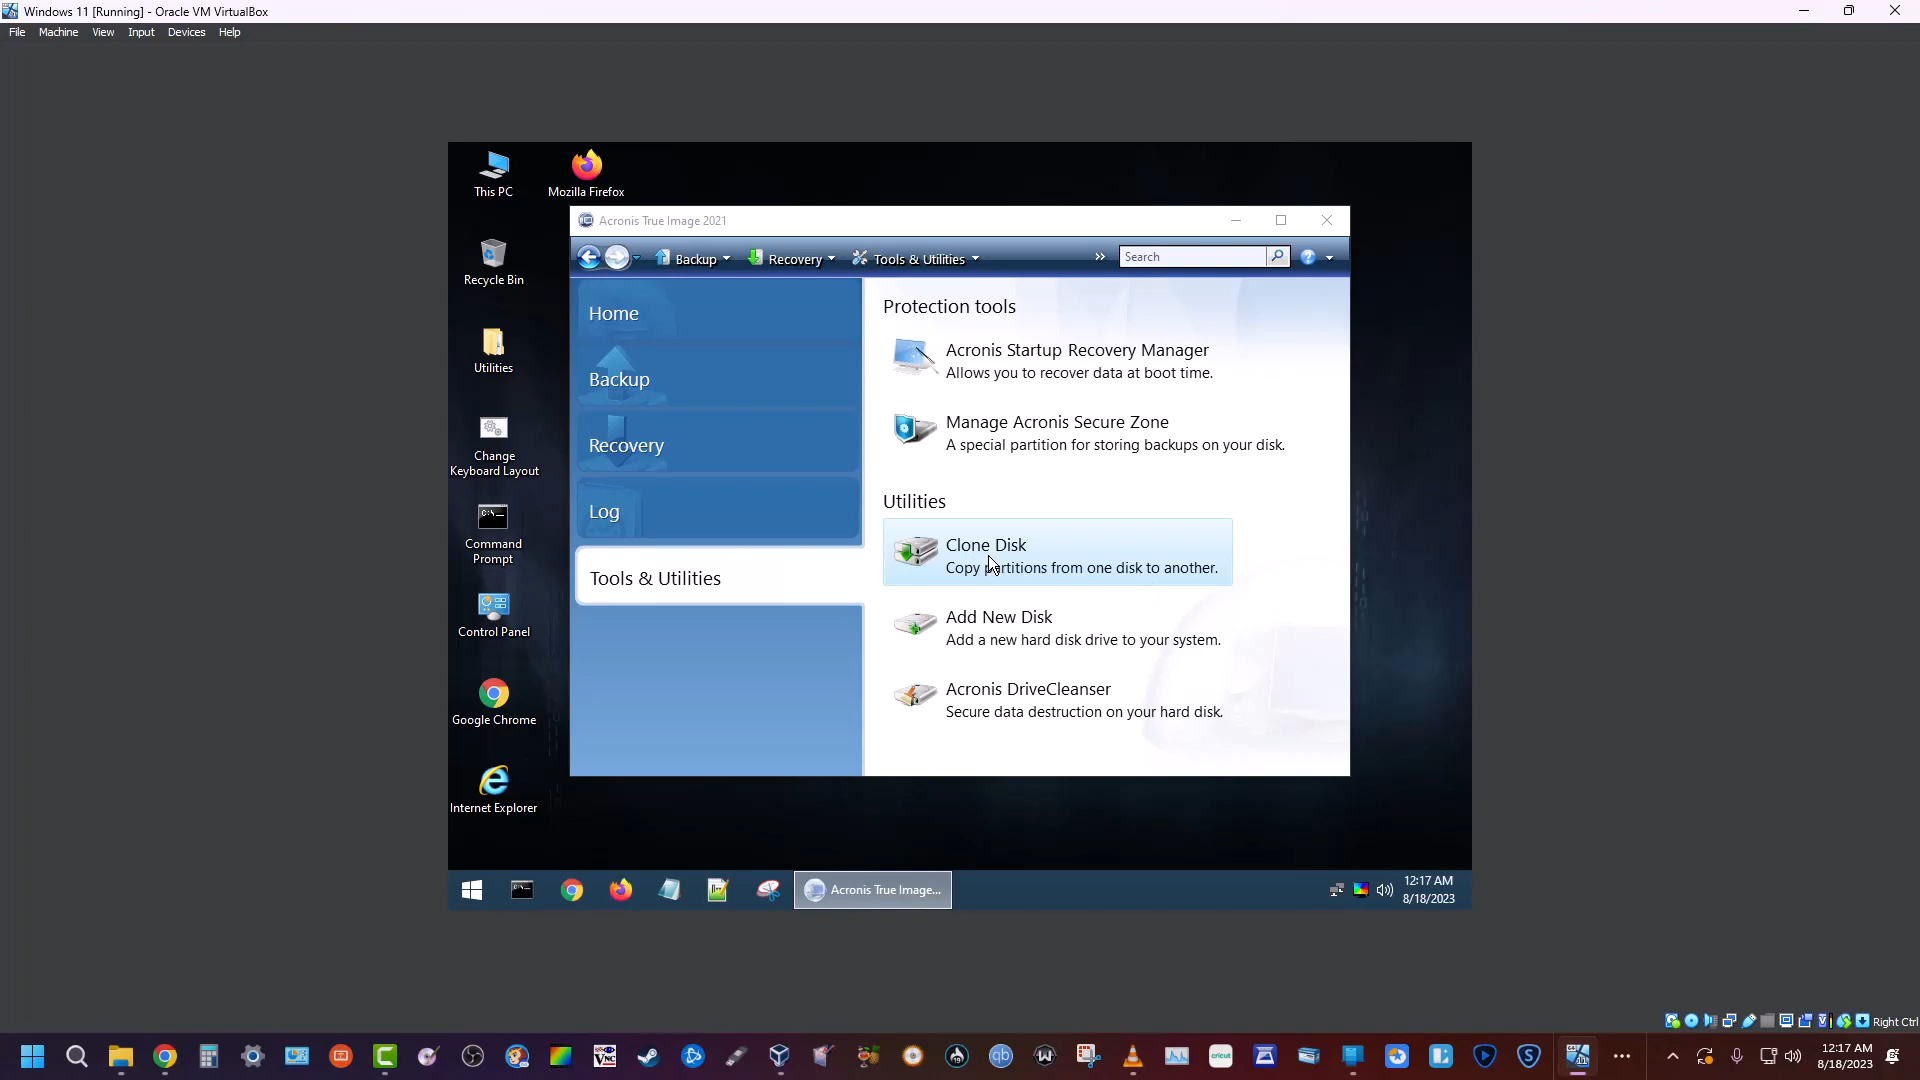 Windows 11 [Running] - Oracle VM VirtualBox
File Machine View Input Devices Help
This PC
Mozilla Firefox
Recycle Bin
Utilities
Change
Keyboard Layout
C:\_
Command
Prompt
Control Panel
Google Chrome
Internet Explorer
Acronis True Image 2021
Backup
Recovery
Tools & Utilities
»
Search
?
Home
Backup
Recovery
Log
Tools & Utilities
Protection tools
Acronis Startup Recovery Manager
Allows you to recover data at boot time.
Manage Acronis Secure Zone
A special partition for storing backups on your disk.
Utilities
Clone Disk
Copy partitions from one disk to another.
Add New Disk
Add a new hard disk drive to your system.
Acronis DriveCleanser
Secure data destruction on your hard disk.
Acronis True Image...
12:17 AM
8/18/2023
Right Ctrl
VNC
qb
cricut
S
12:17 AM
8/18/2023